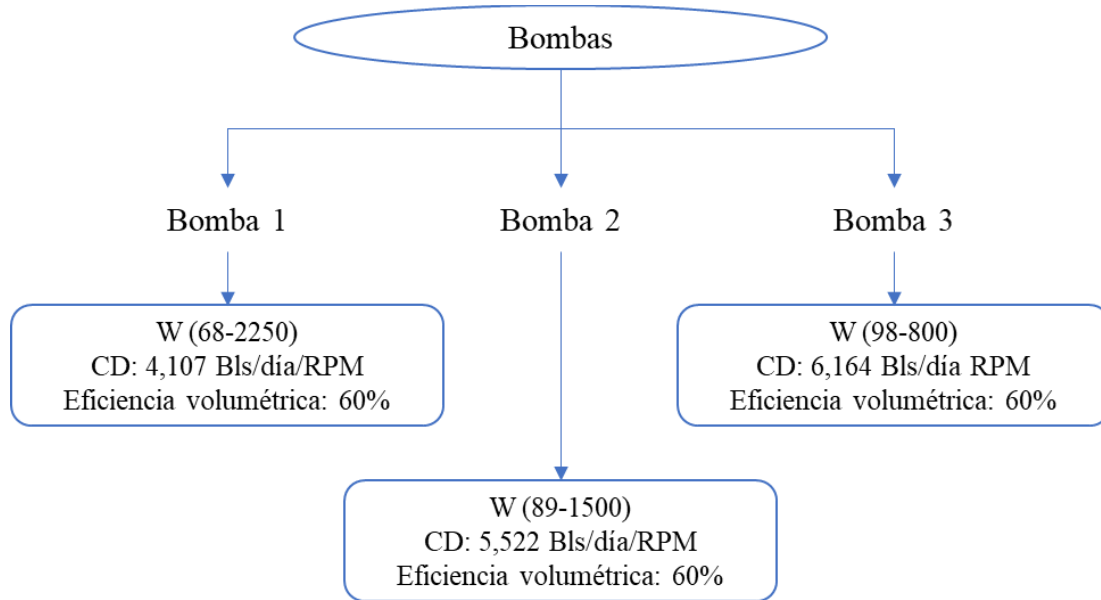 Bombas
Bomba 1
Bomba 2
Bomba 3
W (68-2250)
CD: 4,107 Bls/día/RPM
Eficiencia volumétrica: 60%
W (98-800)
CD: 6,164 Bls/día RPM
Eficiencia volumétrica: 60%
W (89-1500)
CD: 5,522 Bls/día/RPM
Eficiencia volumétrica: 60%